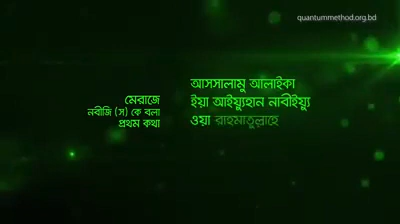 quantummethod.org.bd
মেরাজে
নবীজি (স) কে বলা
প্রথম কথা
আসসালামু আলাইকা
ইয়া আইয়্যুহান নাবীইয়্যু
ওয়া রাহমাতুল্লাহে